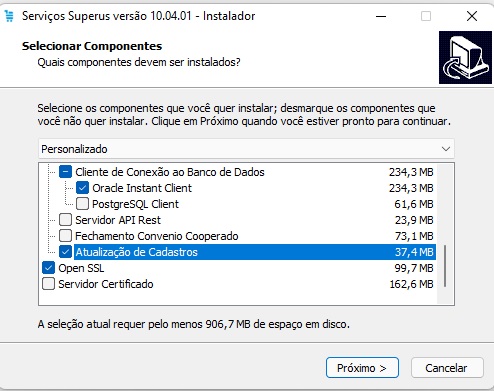 Serviços Superus versão 10.04.01 - Instalador
Selecionar Componentes
Quais componentes devem ser instalados?
Selecione os componentes que você quer instalar; desmarque os componentes que
você não quer instalar. Clique em Próximo quando você estiver pronto para continuar.
Personalizado
Cliente de Conexão ao Banco de Dados 234,3 MB
Oracle Instant Client 234,3 MB
PostgreSQL Client 61,6 MB
Servidor API Rest 23,9 MB
Fechamento Convenio Cooperado 73,1 MB
Atualização de Cadastros 37,4 MB
Open SSL 99,7 MB
Servidor Certificado 162,6 MB
A seleção atual requer pelo menos 906,7 MB de espaço em disco.
Próximo >
Cancelar